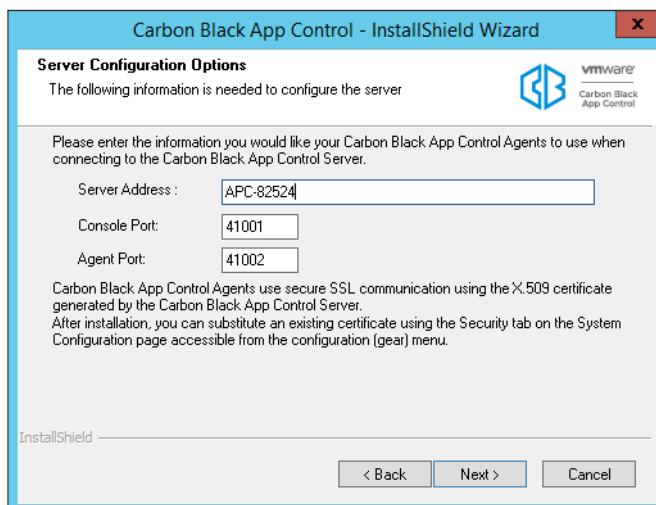 Carbon Black App Control - InstallShield Wizard
x
Server Configuration Options
The following information is needed to configure the server
vmware
Carbon Black
App Control
Please enter the information you would like your Carbon Black App Control Agents to use when
connecting to the Carbon Black App Control Server.
Server Address :
APC-82524
Console Port:
41001
Agent Port:
41002
Carbon Black App Control Agents use secure SSL communication using the X.509 certificate
generated by the Carbon Black App Control Server.
After installation, you can substitute an existing certificate using the Security tab on the System
Configuration page accessible from the configuration (gear) menu.
InstallShield
< Back
Next >
Cancel